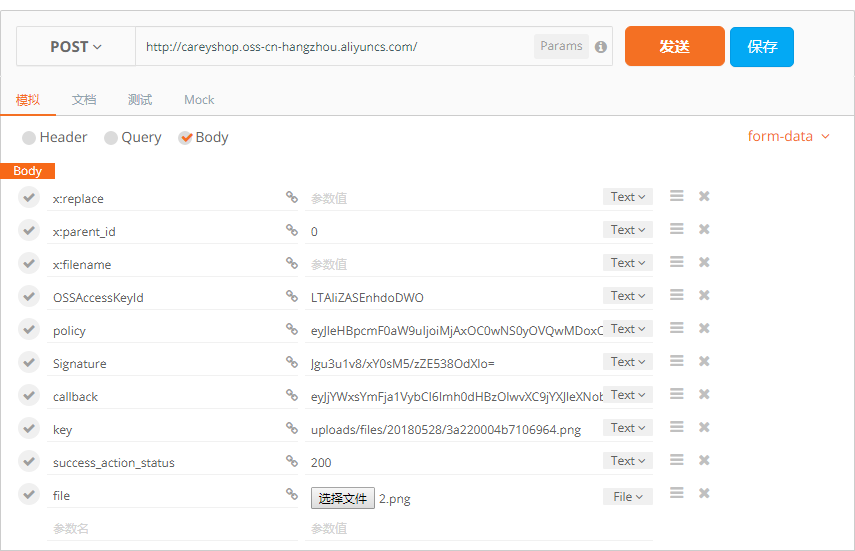 POST http://careyshop.oss-cn-hangzhou.aliyuncs.com/ Params 发送 保存
模拟 文档 测试 Mock
Header Query Body form-data
Body
x:replace 参数值 Text
x:parent_id 0 Text
x:filename 参数值 Text
OSSAccessKeyId LTAIiZASEnhdoDWO Text
policy eyJleHBpcmF0aW9uIjoiMjAxOC0wNS0yOVQwMDoxC Text
Signature Jgu3u1v8/xY0sM5/zZE538OdXIo= Text
callback eyJjYWxsYmFja1VybCI6Imh0dHBzOlwvXC9jYXJleXNob Text
key uploads/files/20180528/3a220004b7106964.png Text
success_action_status 200 Text
file 选择文件 2.png File
参数名 参数值